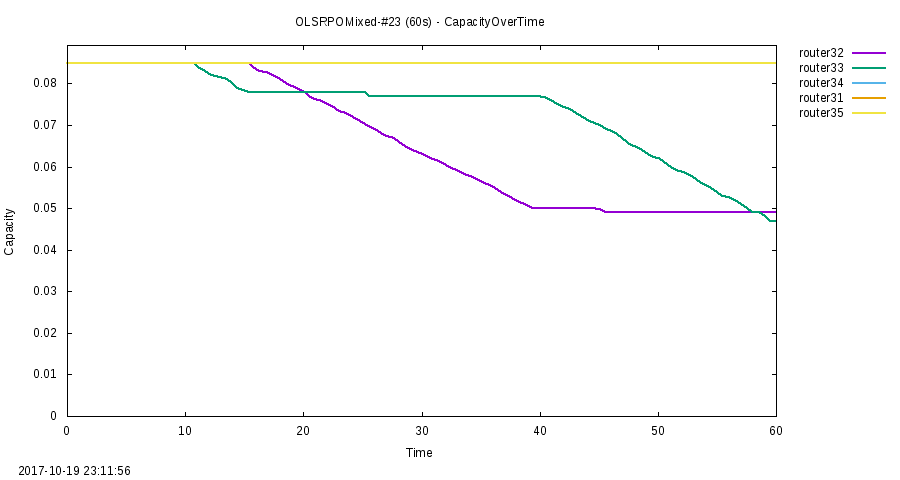 OLSRPOMixed-#23 (60s) - CapacityOverTime
router32
router33
router34
router31
router35
0.08
0.07
0.06
0.05
0.04
0.03
0.02
0.01
0
Capacity
0 10 20 30 40 50 60
Time
2017-10-19 23:11:56